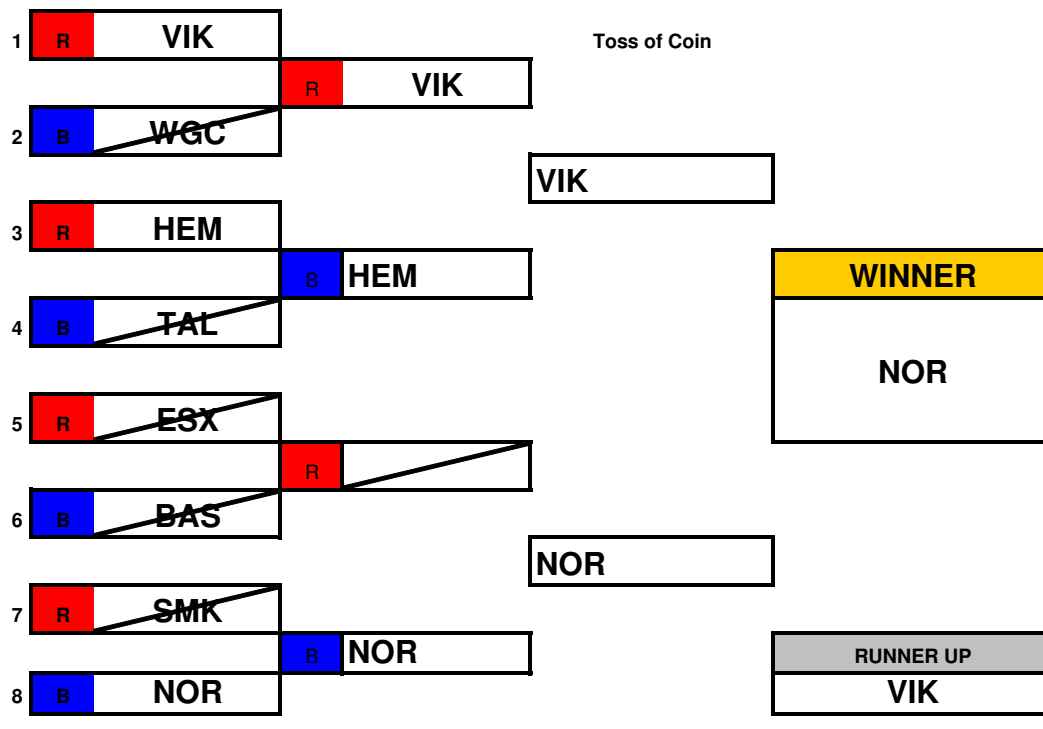 1 R VIK
Toss of Coin
R VIK
2 B WGC
VIK
3 R HEM
B HEM
WINNER
4 B TAL
NOR
5 R ESX
R
6 B BAS
NOR
7 R SMK
B NOR
RUNNER UP
8 B NOR
VIK